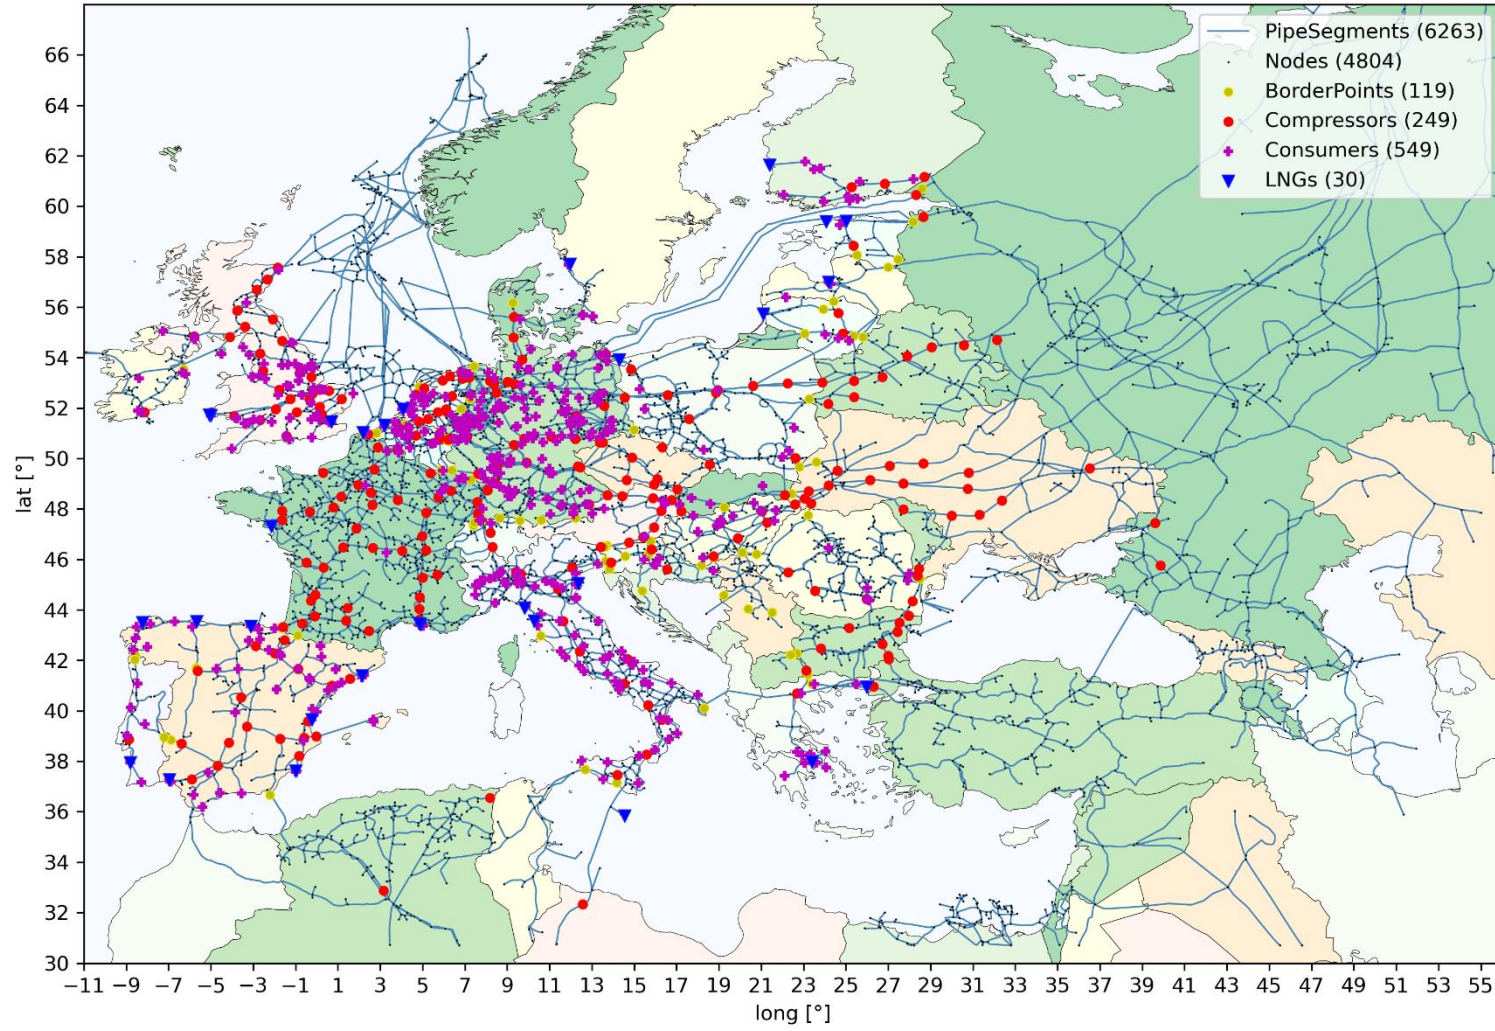 PipeSegments (6263)
Nodes (4804)
BorderPoints (119)
Compressors (249)
Consumers (549)
LNGs (30)
lat [°]
66
64
62
60
58
56
54
52
50
48
46
44
42
40
38
36
34
32
30
−11 −9 −7 −5 −3 −1 1 3 5 7 9 11 13 15 17 19 21 23 25 27 29 31 33 35 37 39 41 43 45 47 49 51 53 55
long [°]